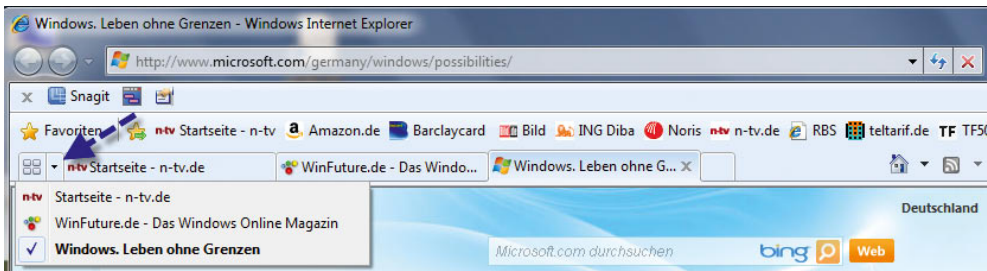 Windows. Leben ohne Grenzen - Windows Internet Explorer
http://www.microsoft.com/germany/windows/possibilities/
x Snagit
Favoriten n-tv Startseite - n-tv a Amazon.de Barclaycard Bild ING Diba Noris n-tv n-tv.de RBS teltarif.de TF TF50
n-tv Startseite - n-tv.de WinFuture.de - Das Windo... Windows. Leben ohne G... X
n-tv Startseite - n-tv.de
WinFuture.de - Das Windows Online Magazin
Windows. Leben ohne Grenzen
Deutschland
Microsoft.com durchsuchen bing Web